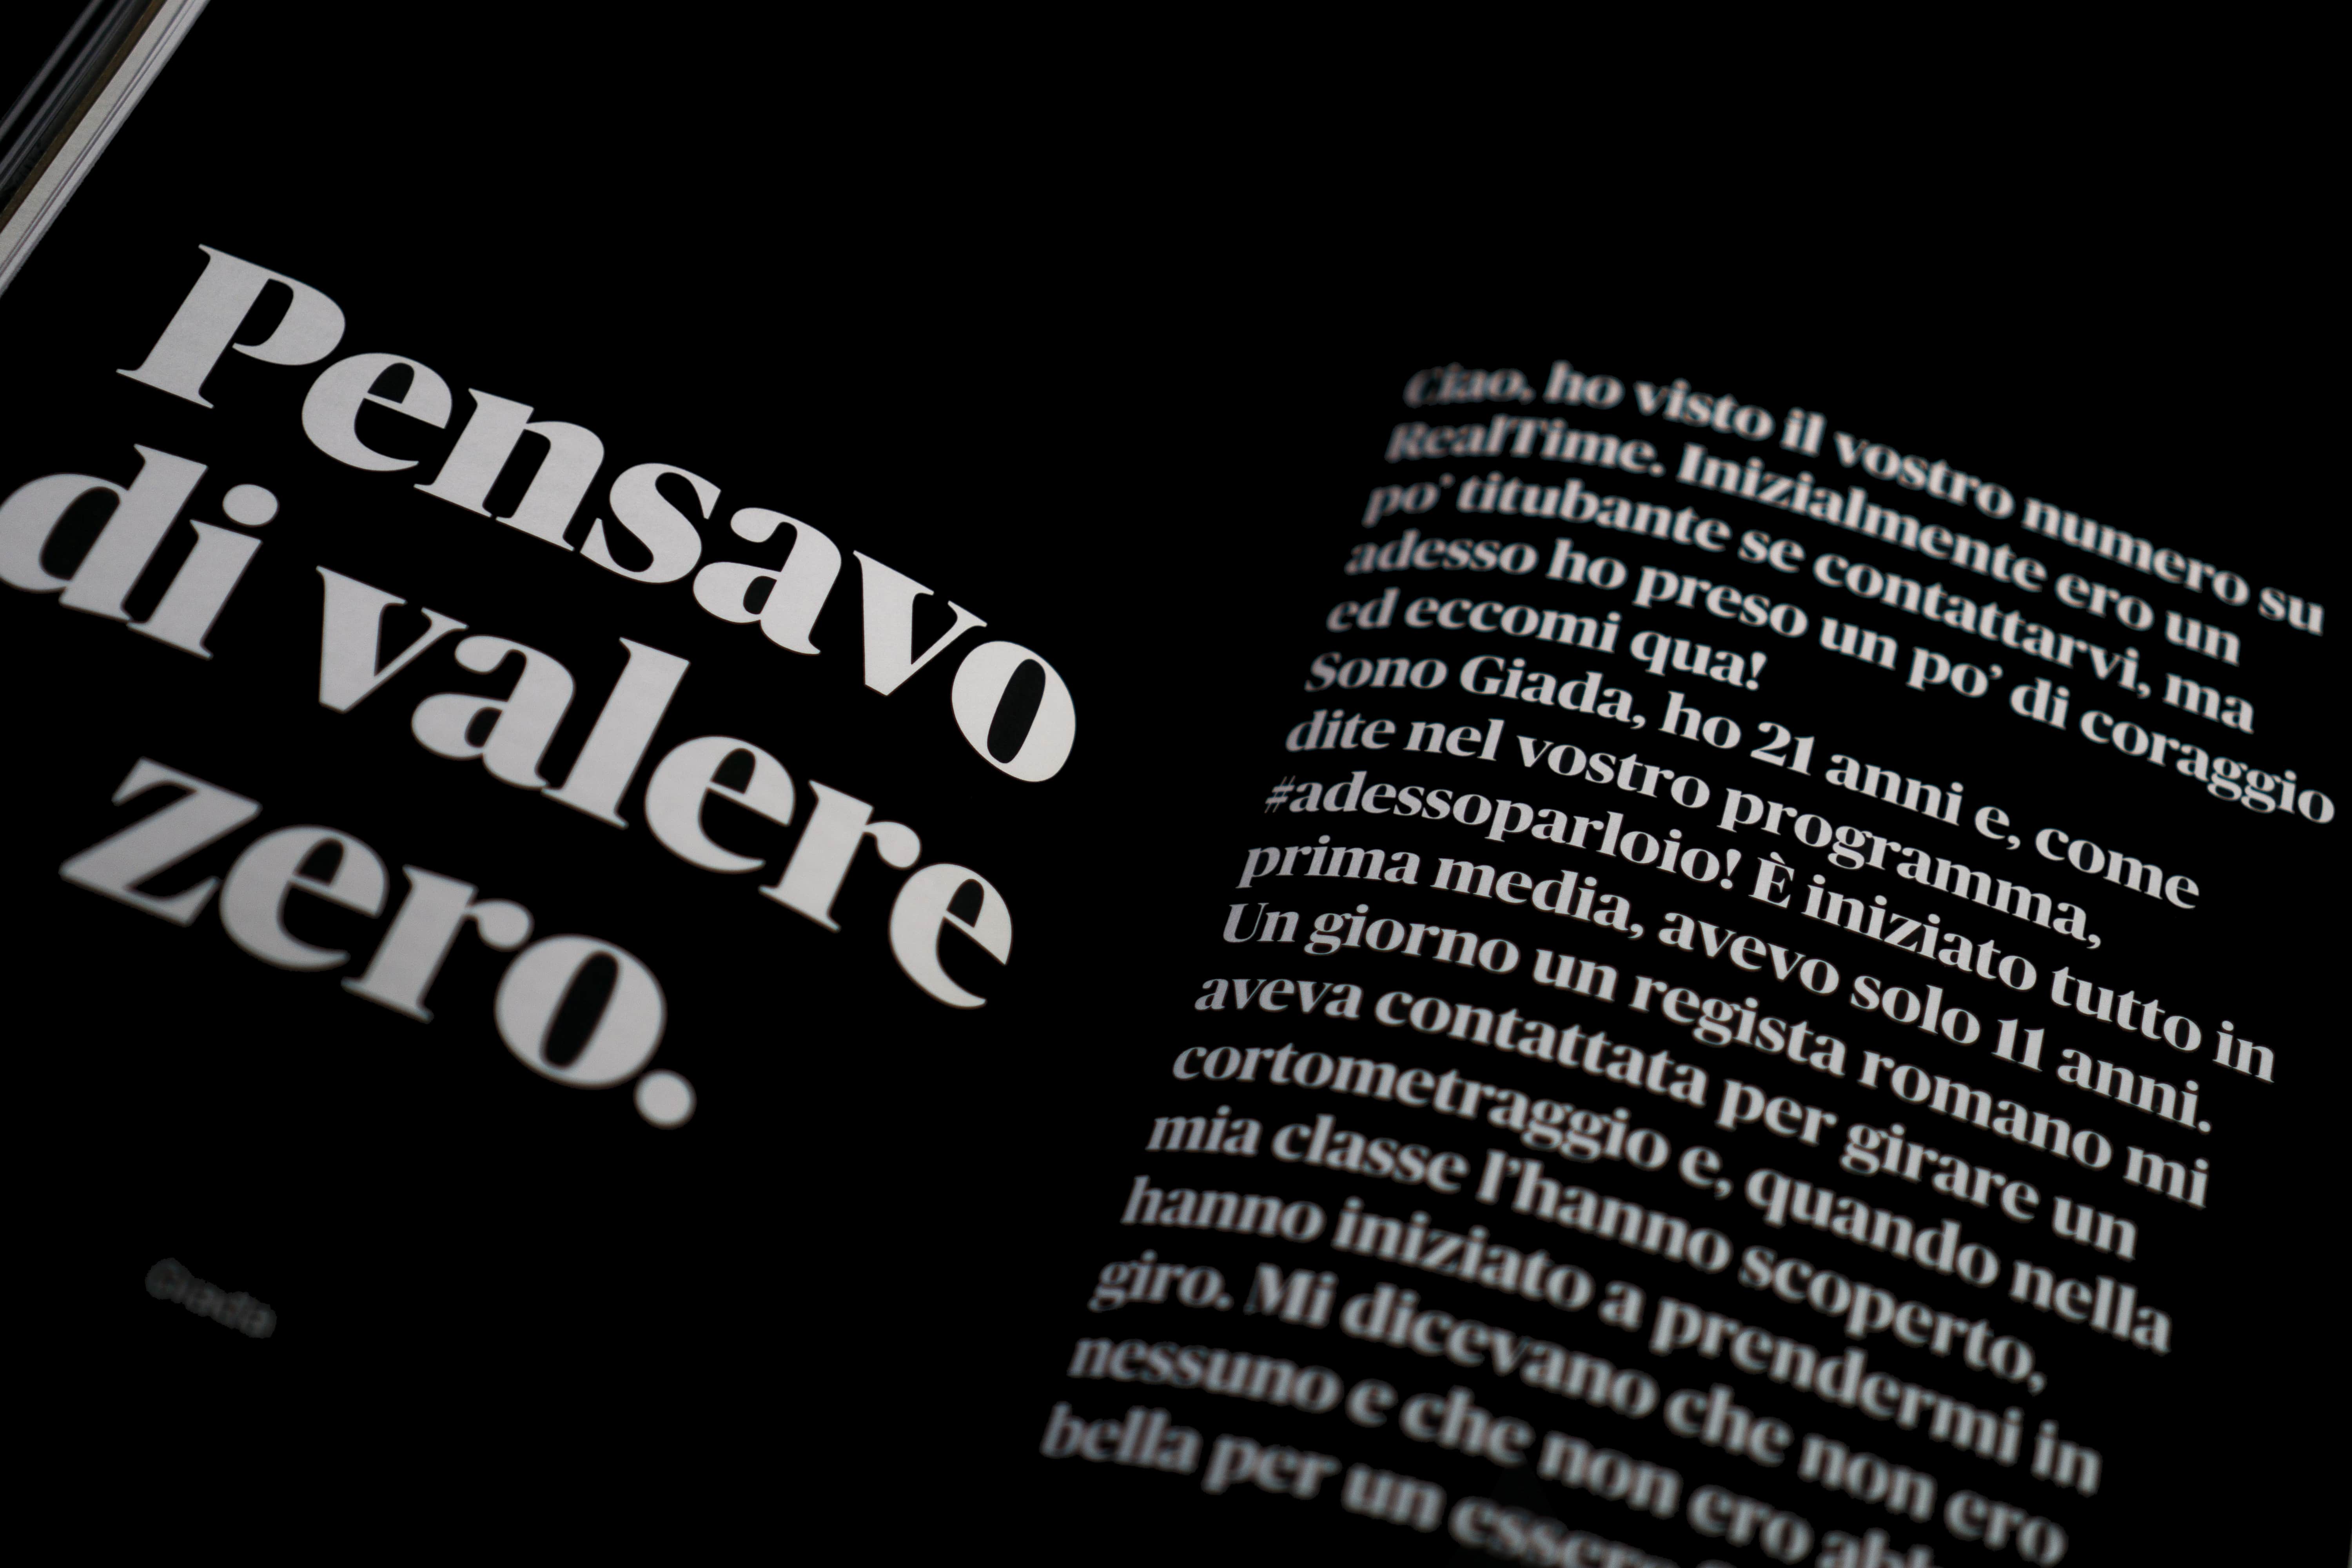 Pensavo
di valere
zero.
Giada
Ciao, ho visto il vostro numero su
RealTime. Inizialmente ero un
po' titubante se contattarvi, ma
adesso ho preso un po' di coraggio
ed eccomi qua!
Sono Giada, ho 21 anni e, come
dite nel vostro programma,
#adessoparloio! È iniziato tutto in
prima media, avevo solo 11 anni.
Un giorno un regista romano mi
aveva contattata per girare un
cortometraggio e, quando nella
mia classe l'hanno scoperto,
hanno iniziato a prendermi in
giro. Mi dicevano che non ero
nessuno e che non ero
bella per un